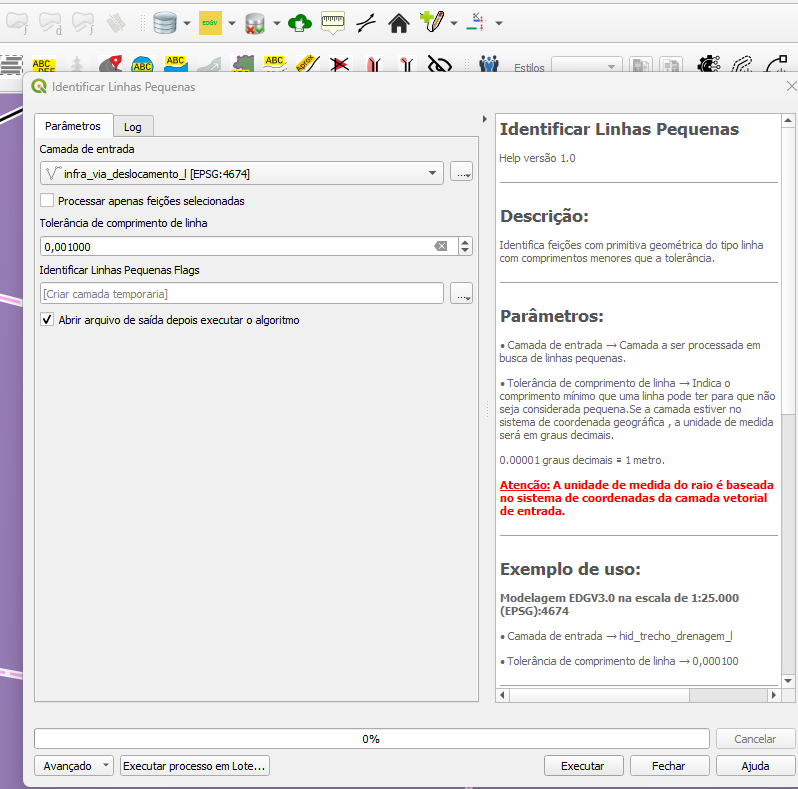 EDGV
ABC
DEF
ABC
ABC
ABC
Aprox
Estilos
Identificar Linhas Pequenas
Parâmetros
Log
Camada de entrada
infra_via_deslocamento_l [EPSG:4674]
...
Processar apenas feições selecionadas
Tolerância de comprimento de linha
0,001000
Identificar Linhas Pequenas Flags
[Criar camada temporaria]
...
Abrir arquivo de saída depois executar o algoritmo
Identificar Linhas Pequenas
Help versão 1.0
Descrição:
Identifica feições com primitiva geométrica do tipo linha
com comprimentos menores que a tolerância.
Parâmetros:
• Camada de entrada → Camada a ser processada em
busca de linhas pequenas.
• Tolerância de comprimento de linha → Indica o
comprimento mínimo que uma linha pode ter para que não
seja considerada pequena.Se a camada estiver no
sistema de coordenada geográfica , a unidade de medida
será em graus decimais.
0.00001 graus decimais = 1 metro.
Atenção: A unidade de medida do raio é baseada
no sistema de coordenadas da camada vetorial
de entrada.
Exemplo de uso:
Modelagem EDGV3.0 na escala de 1:25.000
(EPSG):4674
• Camada de entrada → hid_trecho_drenagem_l
• Tolerância de comprimento de linha → 0,000100
0%
Cancelar
Avançado
Executar processo em Lote...
Executar
Fechar
Ajuda